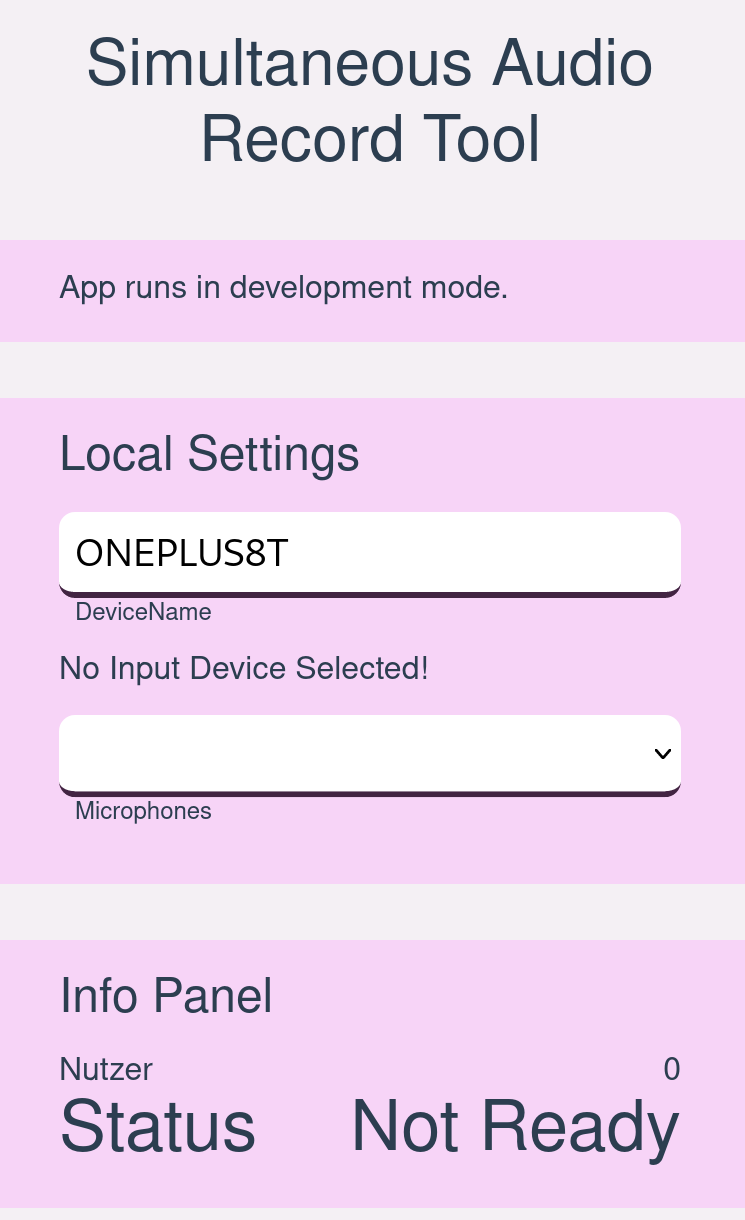 Simultaneous Audio
Record Tool
App runs in development mode.
Local Settings
ONEPLUS8T
DeviceName
No Input Device Selected!
Microphones
Info Panel
Nutzer 0
Status Not Ready